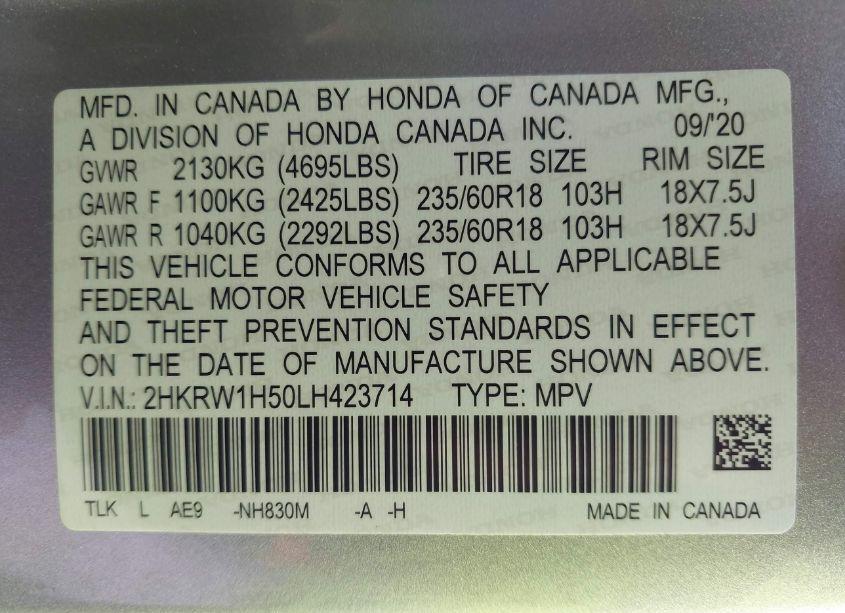 MFD. IN CANADA BY HONDA OF CANADA MFG.,
A DIVISION OF HONDA CANADA INC. 09/'20
GVWR 2130KG (4695LBS) TIRE SIZE RIM SIZE
GAWR F 1100KG (2425LBS) 235/60R18 103H 18X7.5J
GAWR R 1040KG (2292LBS) 235/60R18 103H 18X7.5J
THIS VEHICLE CONFORMS TO ALL APPLICABLE
FEDERAL MOTOR VEHICLE SAFETY
AND THEFT PREVENTION STANDARDS IN EFFECT
ON THE DATE OF MANUFACTURE SHOWN ABOVE.
V.I.N.: 2HKRW1H50LH423714 TYPE: MPV
TLK L AE9 -NH830M -A -H MADE IN CANADA